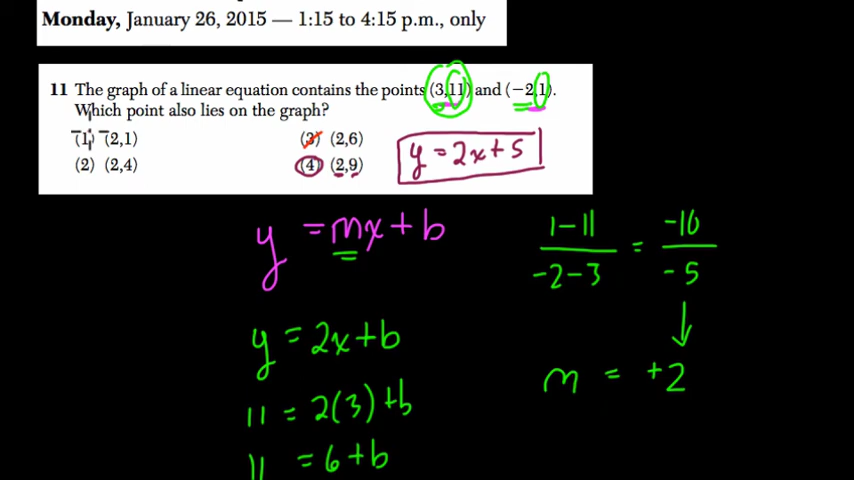 Monday, January 26, 2015 — 1:15 to 4:15 p.m., only
11 The graph of a linear equation contains the points (3,11) and (−2,1).
Which point also lies on the graph?
(1) (2,1)
(3) (2,6)
(2) (2,4)
(4) (2,9)
y = 2x + 5
y = mx + b
1 - 11
-2 - 3
=
-10
-5
y = 2x + b
m = +2
11 = 2(3) + b
11 = 6 + b